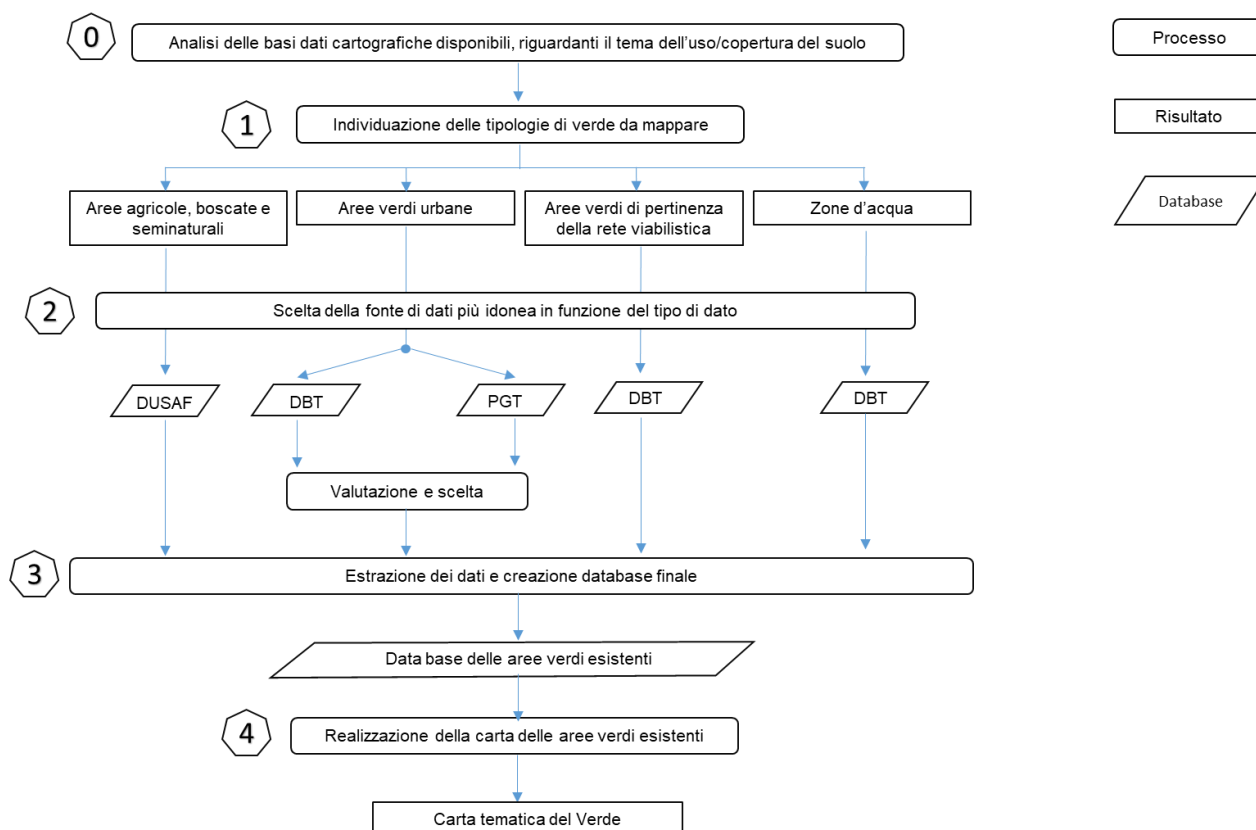 0
Analisi delle basi dati cartografiche disponibili, riguardanti il tema dell'uso/copertura del suolo
Processo
1
Individuazione delle tipologie di verde da mappare
Risultato
Aree agricole, boscate e
seminaturali
Aree verdi urbane
Aree verdi di pertinenza
della rete viabilistica
Zone d'acqua
Database
2
Scelta della fonte di dati più idonea in funzione del tipo di dato
DUSAF
DBT
PGT
DBT
DBT
Valutazione e scelta
3
Estrazione dei dati e creazione database finale
Data base delle aree verdi esistenti
4
Realizzazione della carta delle aree verdi esistenti
Carta tematica del Verde